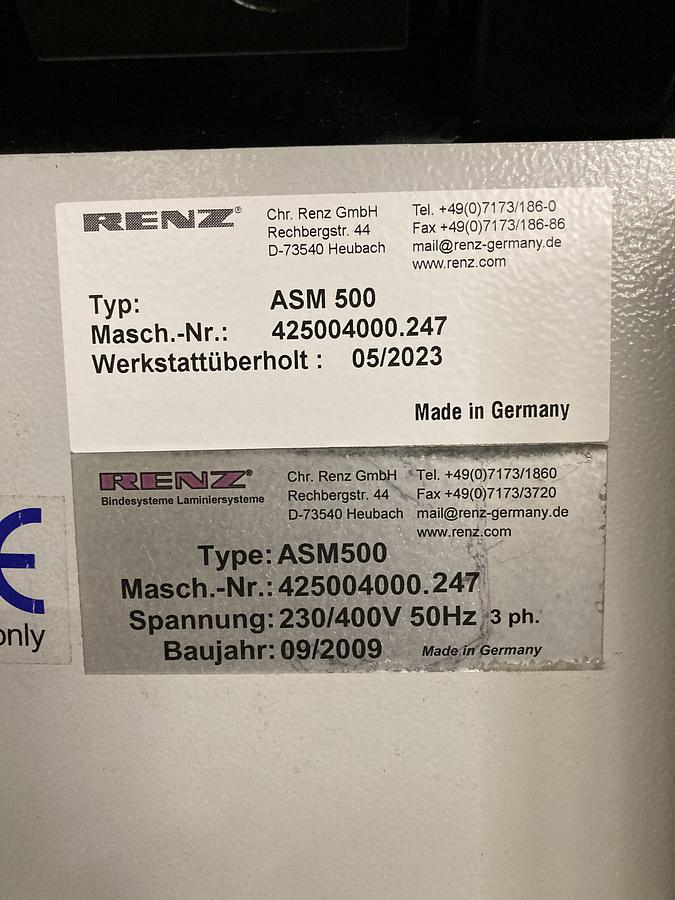 RENZ®
Chr. Renz GmbH
Rechbergstr. 44
D-73540 Heubach
Tel. +49(0)7173/186-0
Fax +49(0)7173/186-86
mail@renz-germany.de
www.renz.com
Typ: ASM 500
Masch.-Nr.: 425004000.247
Werkstattüberholt : 05/2023
Made in Germany
RENZ®
Bindesysteme Laminiersysteme
Chr. Renz GmbH
Rechbergstr. 44
D-73540 Heubach
Tel. +49(0)7173/1860
Fax +49(0)7173/3720
mail@renz-germany.de
www.renz.com
Type: ASM500
Masch.-Nr.: 425004000.247
Spannung: 230/400V 50Hz 3 ph.
Baujahr: 09/2009
Made in Germany
CE
only